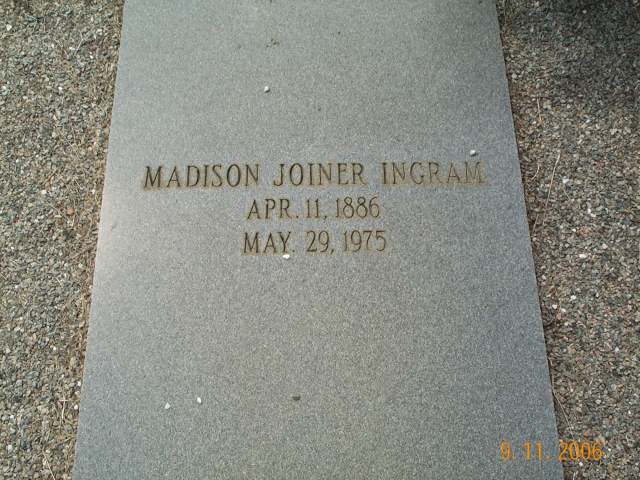 MADISON JOINER INGRAM
APR. 11, 1886
MAY. 29, 1975
9. 11. 2006